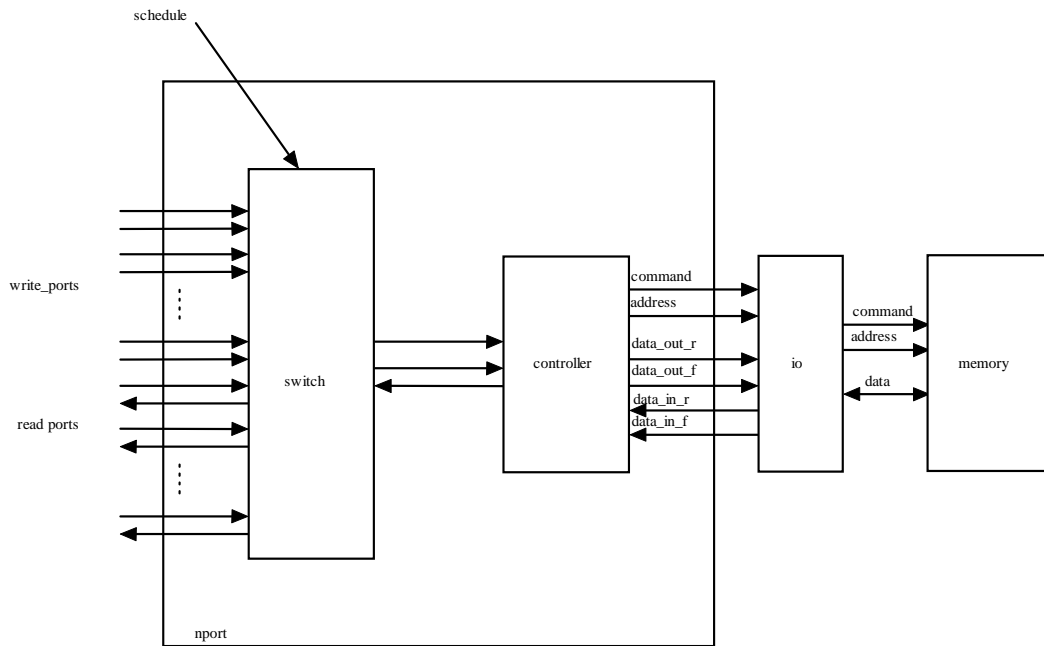 schedule
write_ports
read ports
switch
controller
command
address
data_out_r
data_out_f
data_in_r
data_in_f
io
command
address
data
memory
nport